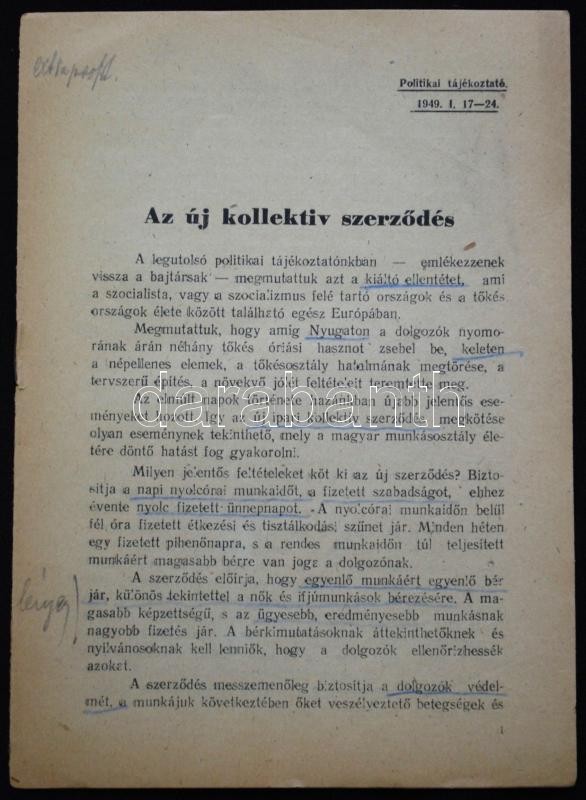 Politikai tájékoztató.
1949. I. 17—24.
Az új kollektiv szerződés
A legutolsó politikai tájékoztatónkban — emlékezzenek
vissza a bajtársak — megmutattuk azt a kiáltó ellentétet, ami
a szocialista, vagy a szocializmus felé tartó országok és a tőkés
országok élete között található egész Európában.
Megmutattuk, hogy amig Nyugaton a dolgozók nyomo-
rának árán néhány tőkés óriási hasznot zsebel be, keleten
a népellenes elemek, a tőkésosztály hatalmának megtörése, a
tervszerű építés, a növekvő jólét feltételeit teremtette meg.
Az elmult napok története hazánkban újabb jelentős ese-
ményeket hozott. Igy az új ipari kollektiv szerződés megkötése
olyan eseménynek tekinthető, mely a magyar munkásosztály éle-
tére döntő hatást fog gyakorolni.
Milyen jelentős feltételeket köt ki az új szerződés? Bizto-
sitja a napi nyolcórai munkaidőt, a fizetett szabadságot, ehhez
évente nyolc fizetett ünnepnapot. A nyolcórai munkaidőn belül
fél óra fizetett étkezési és tisztálkodási szünet jár. Minden héten
egy fizetett pihenőnapra, s a rendes munkaidőn túl teljesített
munkáért magasabb bérre van joga a dolgozónak.
A szerződés előirja, hogy egyenlő munkáért egyenlő bér
jár, különös tekintettel a nők és ifjúmunkások bérezésére. A ma-
gasabb képzettségű, s az ügyesebb, eredményesebb munkásnak
nagyobb fizetés jár. A bérkimutatásoknak áttekinthetőknek és
nyilvánosoknak kell lenniök, hogy a dolgozók ellenőrizhessék
azokat.
A szerződés messzemenőleg biztositja a dolgozók védel-
mét, a munkájuk következtében őket veszélyeztető betegségek és
1
darabanth